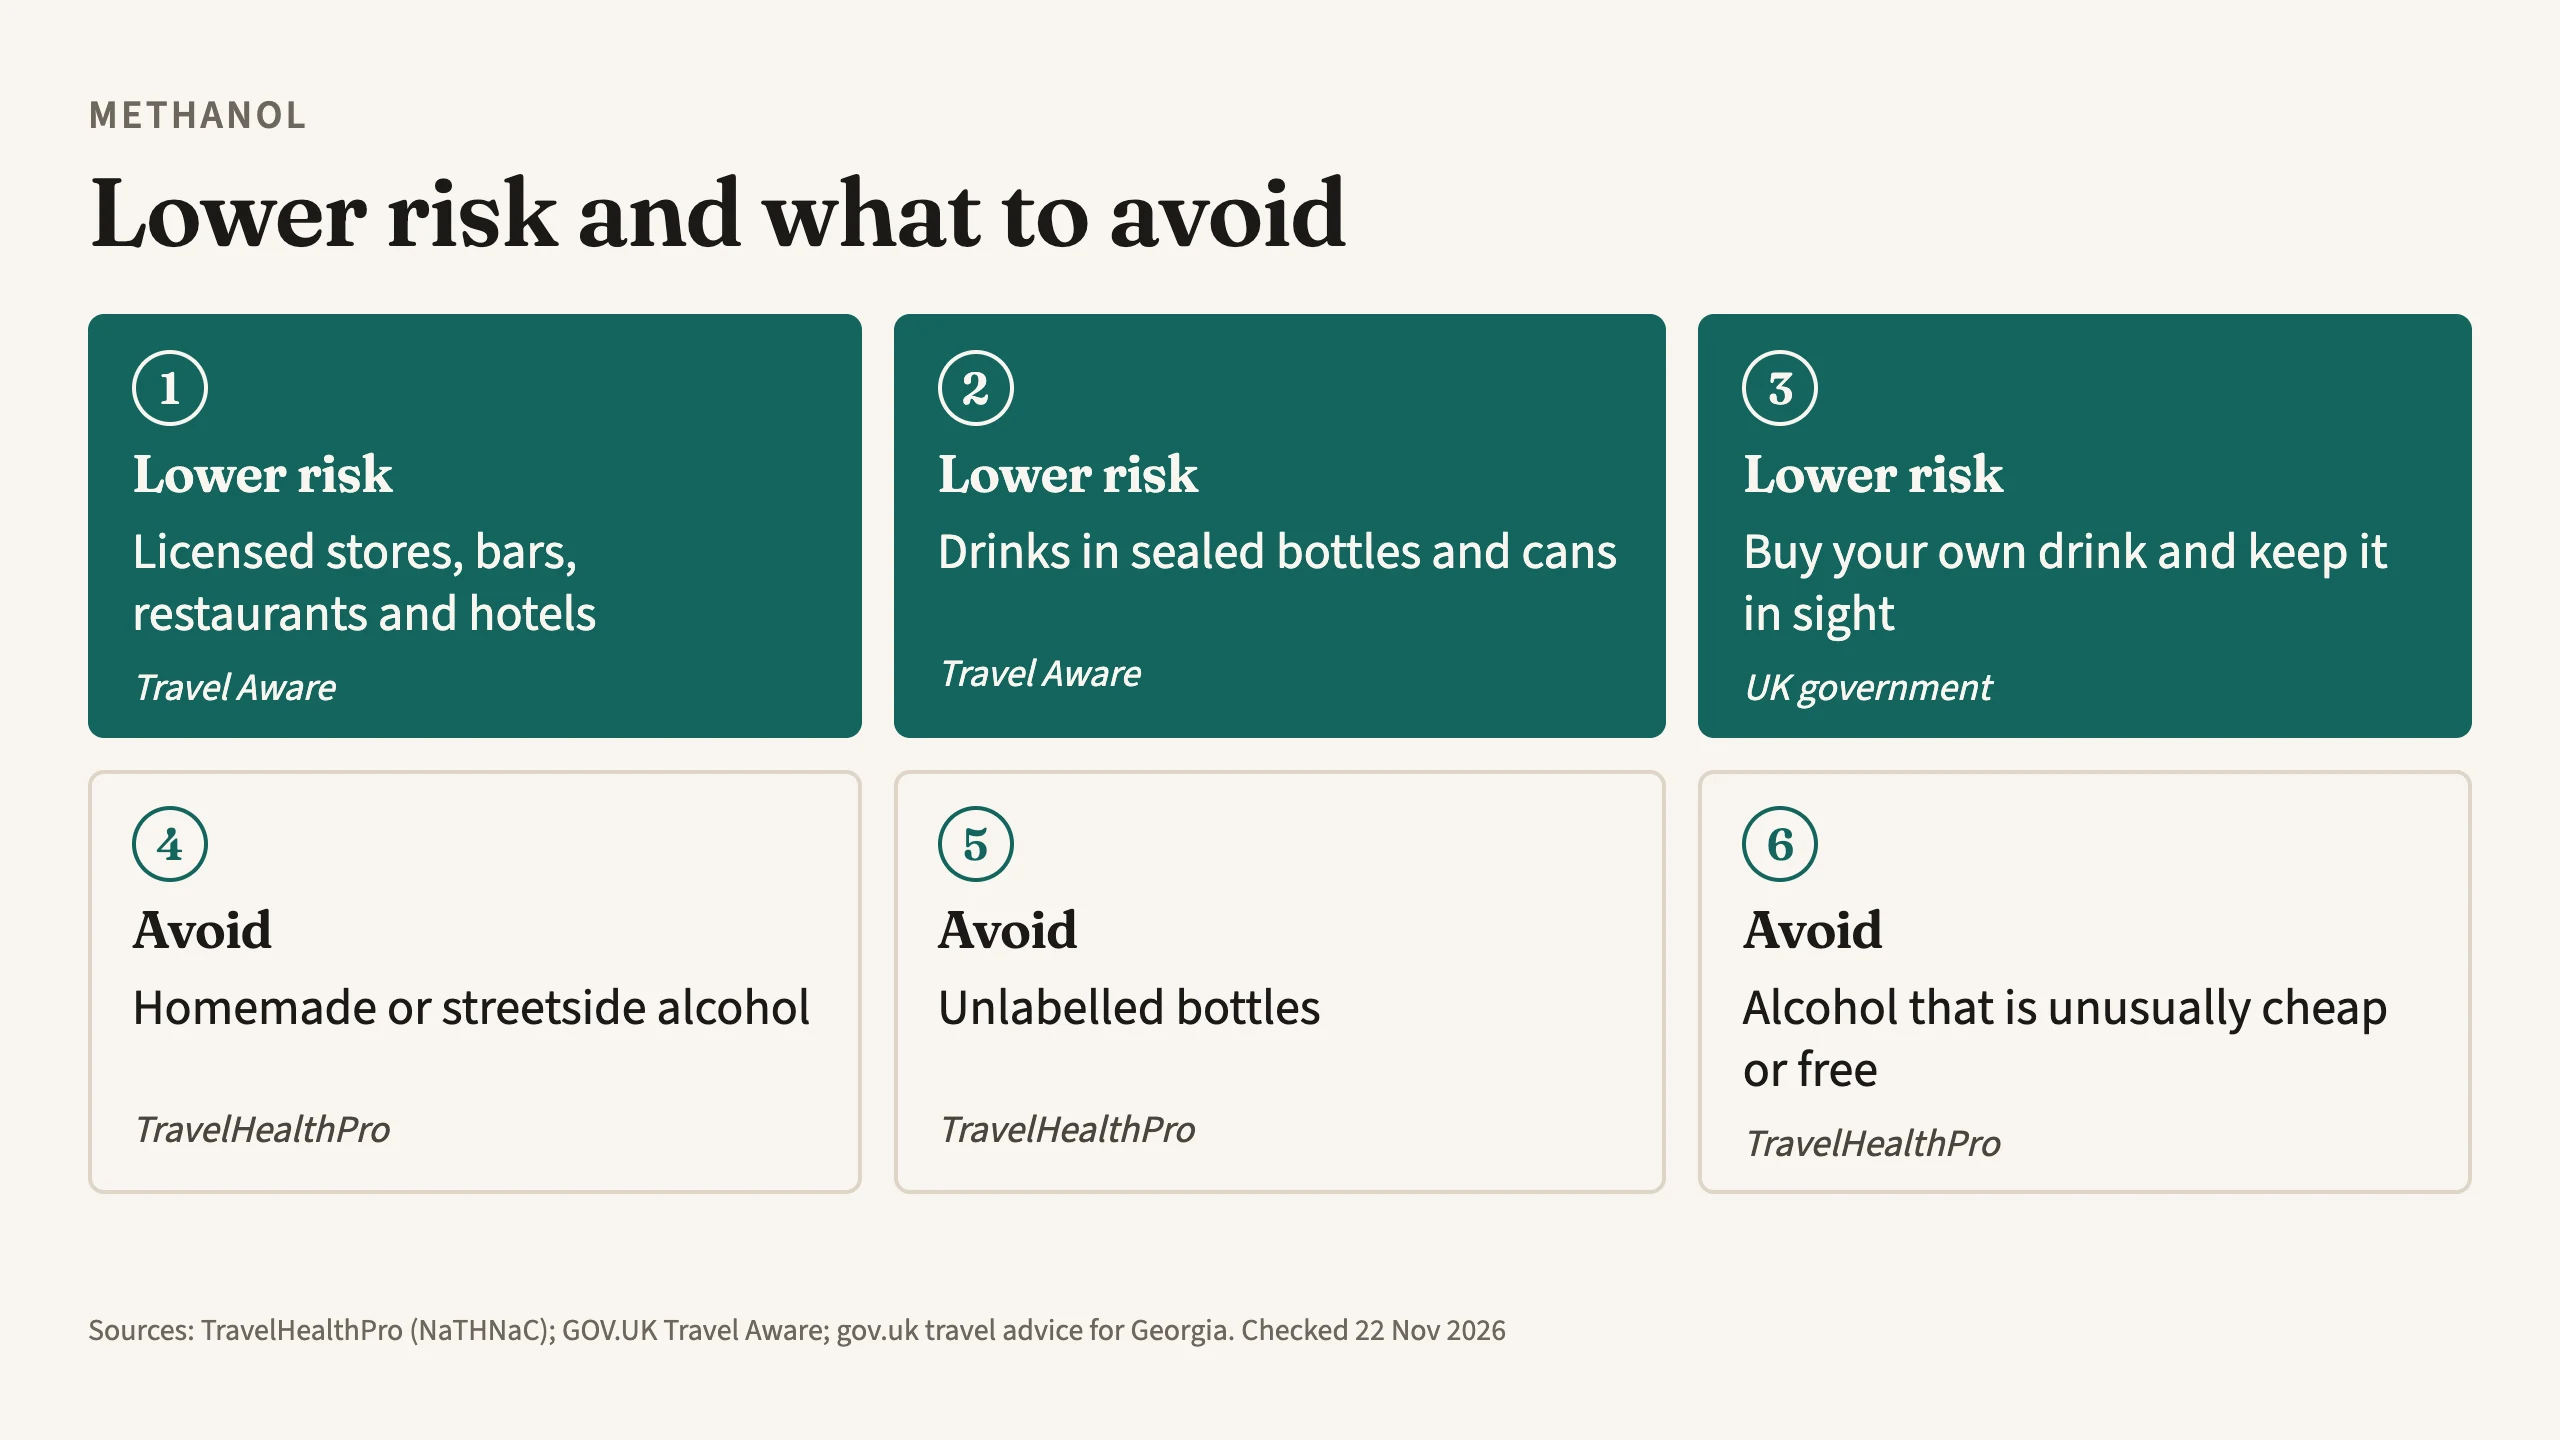 METHANOL
Lower risk and what to avoid
1
Lower risk
Licensed stores, bars,
restaurants and hotels
Travel Aware
2
Lower risk
Drinks in sealed bottles and cans
Travel Aware
3
Lower risk
Buy your own drink and keep it
in sight
UK government
4
Avoid
Homemade or streetside alcohol
TravelHealthPro
5
Avoid
Unlabelled bottles
TravelHealthPro
6
Avoid
Alcohol that is unusually cheap
or free
TravelHealthPro
Sources: TravelHealthPro (NaTHNaC); GOV.UK Travel Aware; gov.uk travel advice for Georgia. Checked 22 Nov 2026